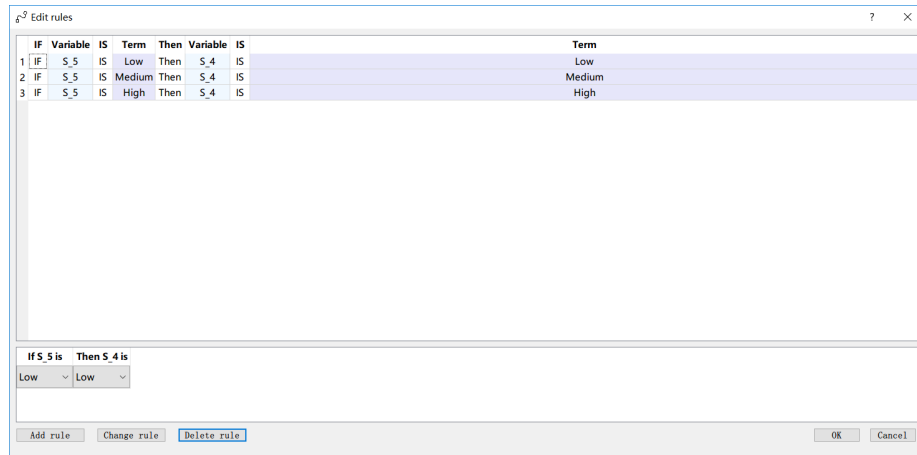 Edit rules ? ×
IF Variable IS Term Then Variable IS Term
1 IF S_5 IS Low Then S_4 IS Low
2 IF S_5 IS Medium Then S_4 IS Medium
3 IF S_5 IS High Then S_4 IS High
If S_5 is Then S_4 is
Low Low
Add rule Change rule Delete rule OK Cancel